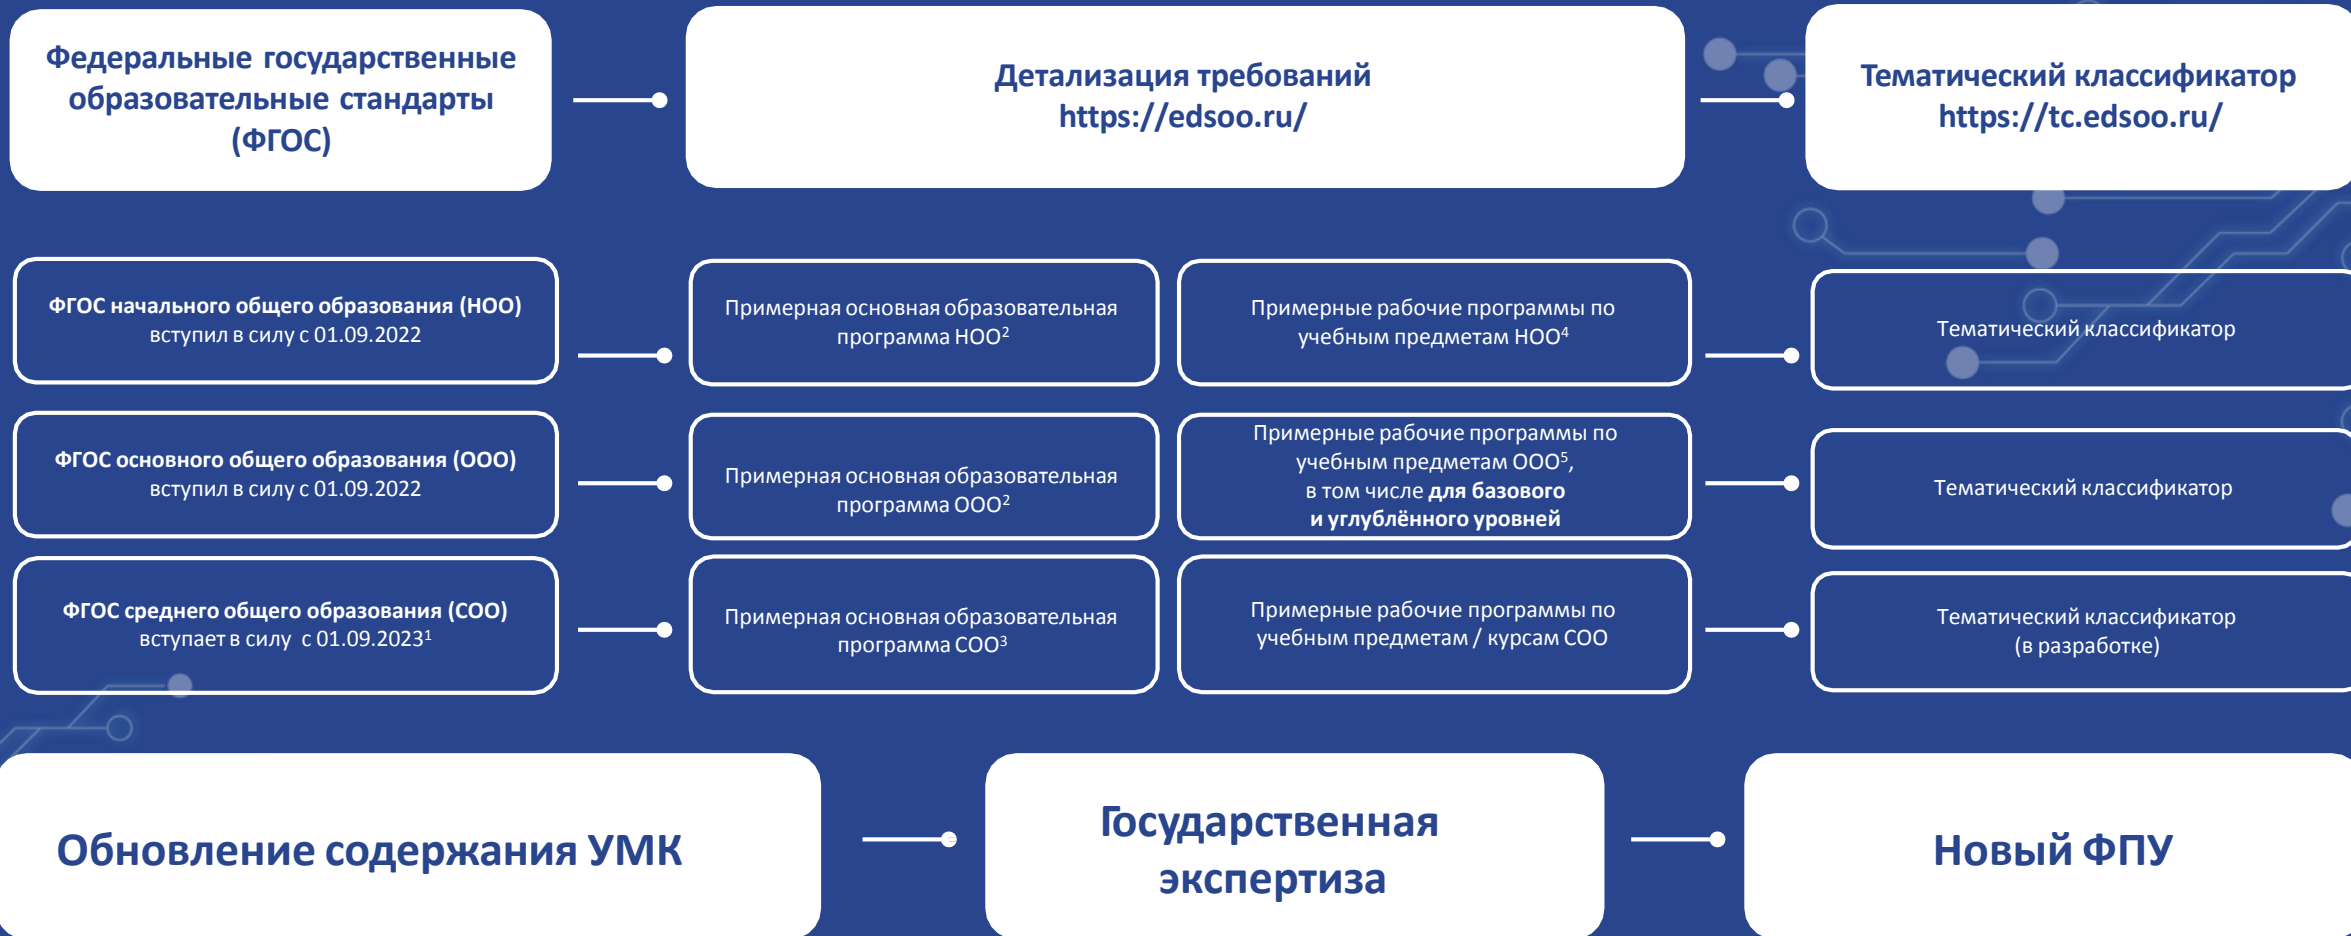 Федеральные государственные
образовательные стандарты
(ФГОС)
Детализация требований
https://edsoo.ru/
Тематический классификатор
https://tc.edsoo.ru/
ФГОС начального общего образования (НОО)
вступил в силу с 01.09.2022
Примерная основная образовательная
программа НОО²
Примерные рабочие программы по
учебным предметам НОО⁴
Тематический классификатор
ФГОС основного общего образования (ООО)
вступил в силу с 01.09.2022
Примерная основная образовательная
программа ООО²
Примерные рабочие программы по
учебным предметам ООО⁵,
в том числе для базового
и углублённого уровней
Тематический классификатор
ФГОС среднего общего образования (СОО)
вступает в силу с 01.09.2023¹
Примерная основная образовательная
программа СОО³
Примерные рабочие программы по
учебным предметам / курсам СОО
Тематический классификатор
(в разработке)
Обновление содержания УМК
Государственная
экспертиза
Новый ФПУ